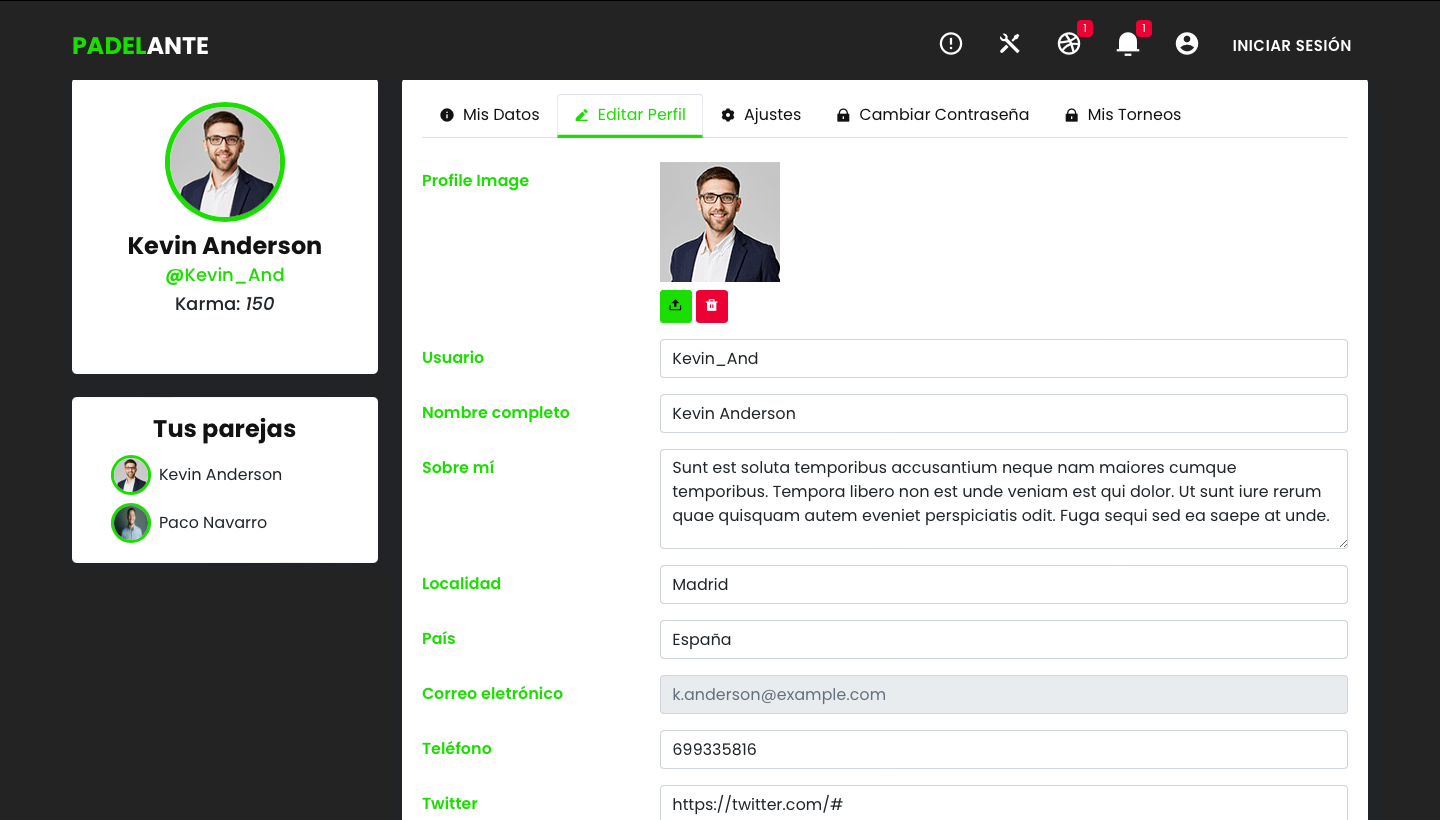 PADELANTE
1
1
INICIAR SESIÓN
Kevin Anderson
@Kevin_And
Karma: 150
Tus parejas
Kevin Anderson
Paco Navarro
Mis Datos
Editar Perfil
Ajustes
Cambiar Contraseña
Mis Torneos
Profile Image
Usuario
Kevin_And
Nombre completo
Kevin Anderson
Sobre mí
Sunt est soluta temporibus accusantium neque nam maiores cumque
temporibus. Tempora libero non est unde veniam est qui dolor. Ut sunt iure rerum
quae quisquam autem eveniet perspiciatis odit. Fuga sequi sed ea saepe at unde.
Localidad
Madrid
País
España
Correo eletrónico
k.anderson@example.com
Teléfono
699335816
Twitter
https://twitter.com/#